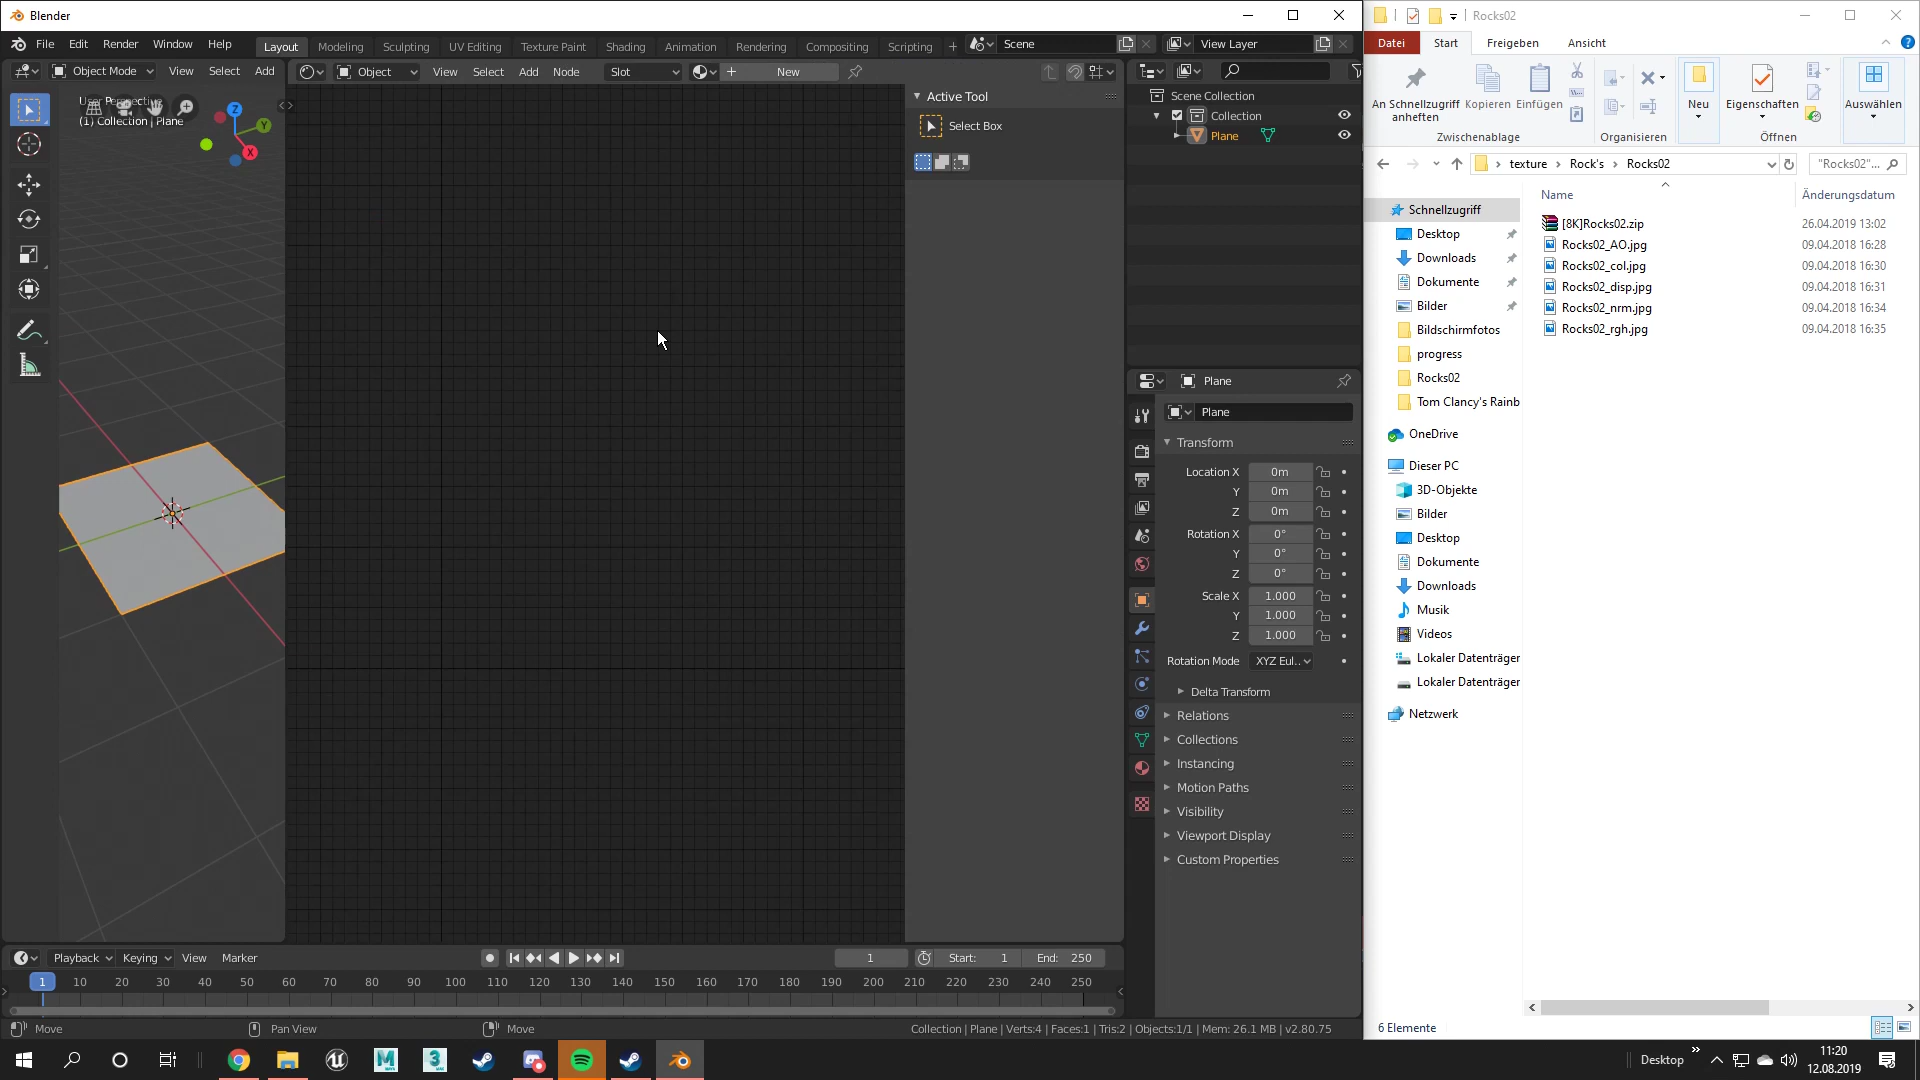 Blender
File Edit Render Window Help
Layout Modeling Sculpting UV Editing Texture Paint Shading Animation Rendering Compositing Scripting
Scene
View Layer
Object Mode View Select Add
Object View Select Add Node Slot New
User Perspective
(1) Collection | Plane
Z
Y
X
Active Tool
Select Box
Scene Collection
Collection
Plane
Plane
Plane
Transform
Location X 0m
Y 0m
Z 0m
Rotation X 0°
Y 0°
Z 0°
Scale X 1.000
Y 1.000
Z 1.000
Rotation Mode XYZ Eul..
Delta Transform
Relations
Collections
Instancing
Motion Paths
Visibility
Viewport Display
Custom Properties
Playback Keying View Marker
1
Start: 1
End: 250
1 10 20 30 40 50 60 70 80 90 100 110 120 130 140 150 160 170 180 190 200 210 220 230 240 250
Move
Pan View
Move
Collection | Plane | Verts:4 | Faces:1 | Tris:2 | Objects:1/1 | Mem: 26.1 MB | v2.80.75
Rocks02
Datei Start Freigeben Ansicht
An Schnellzugriff
anheften
Kopieren
Einfügen
Zwischenablage
Organisieren
Neu
Eigenschaften
Öffnen
Auswählen
texture › Rock's › Rocks02
"Rocks02"...
Name
Änderungsdatum
[8K]Rocks02.zip 26.04.2019 13:02
Rocks02_AO.jpg 09.04.2018 16:28
Rocks02_col.jpg 09.04.2018 16:30
Rocks02_disp.jpg 09.04.2018 16:31
Rocks02_nrm.jpg 09.04.2018 16:34
Rocks02_rgh.jpg 09.04.2018 16:35
Schnellzugriff
Desktop
Downloads
Dokumente
Bilder
Bildschirmfotos
progress
Rocks02
Tom Clancy's Rainb
OneDrive
Dieser PC
3D-Objekte
Bilder
Desktop
Dokumente
Downloads
Musik
Videos
Lokaler Datenträger
Lokaler Datenträger
Netzwerk
6 Elemente
Desktop
11:20
12.08.2019